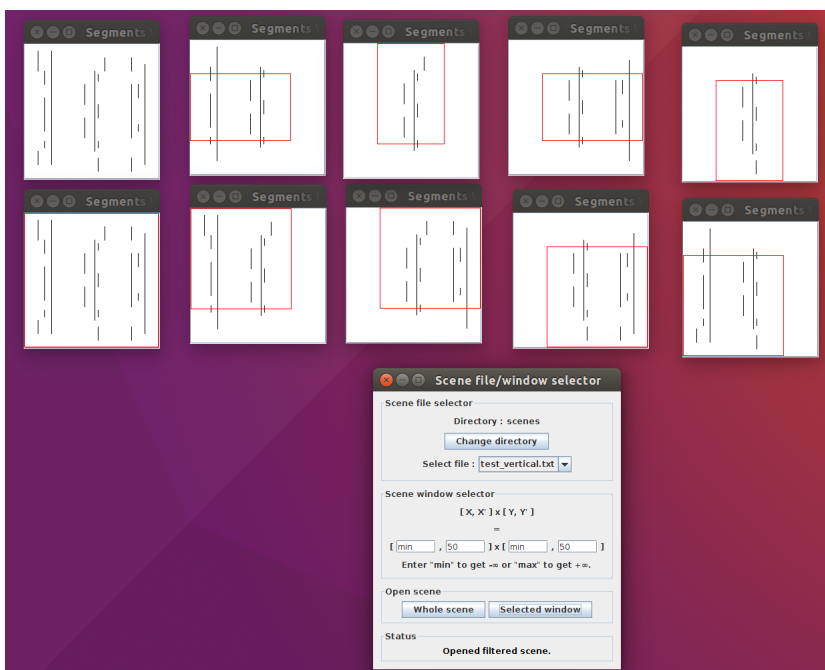 Segments
Segments
Segments
Segments
Segments
Segments
Segments
Segments
Segments
Segments
Scene file/window selector
Scene file selector
Directory : scenes
Change directory
Select file : test_vertical.txt
Scene window selector
[ X, X' ] x [ Y, Y' ]
=
[ min , 50 ] x [ min , 50 ]
Enter "min" to get -∞ or "max" to get +∞.
Open scene
Whole scene Selected window
Status
Opened filtered scene.